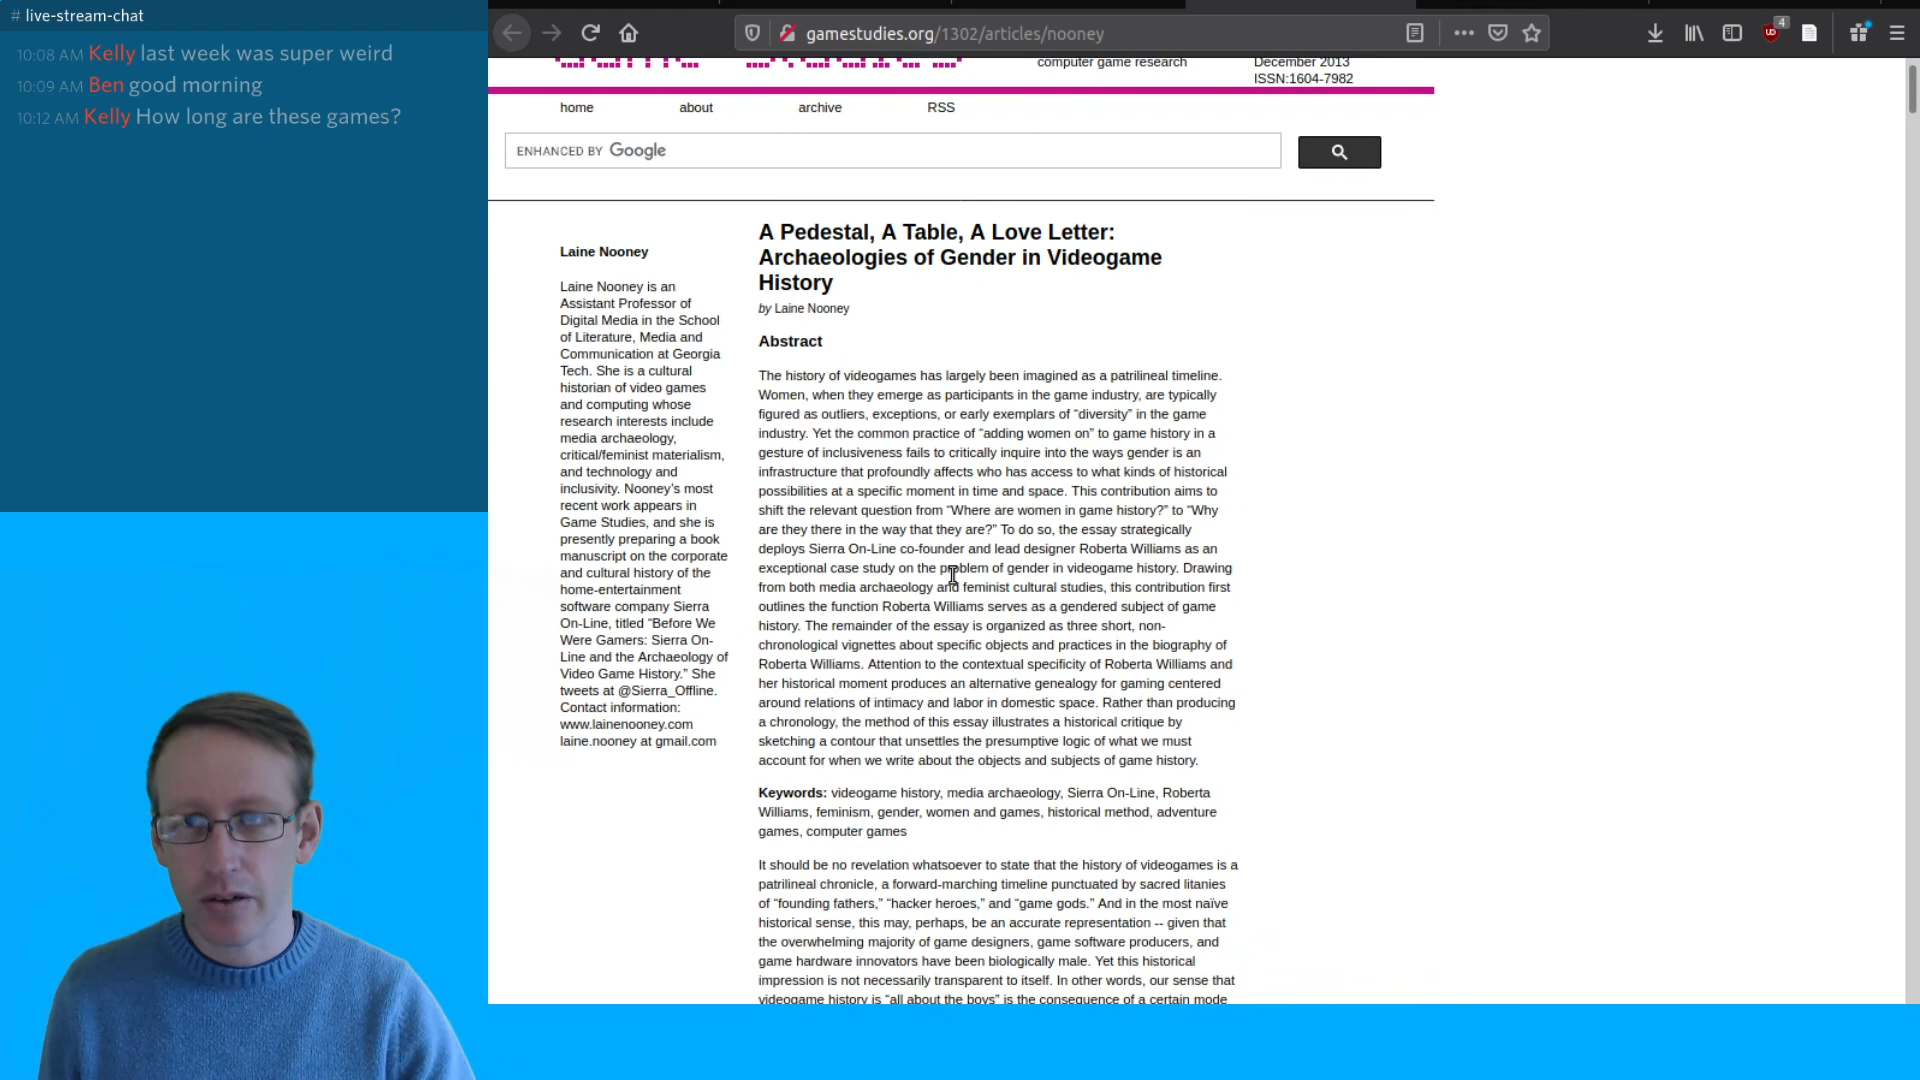 # live-stream-chat
10:08 AM Kelly last week was super weird
10:09 AM Ben good morning
10:12 AM Kelly How long are these games?
gamestudies.org/1302/articles/nooney
4
computer game research
December 2013
ISSN:1604-7982
home about archive RSS
ENHANCED BY Google
Laine Nooney
Laine Nooney is an
Assistant Professor of
Digital Media in the School
of Literature, Media and
Communication at Georgia
Tech. She is a cultural
historian of video games
and computing whose
research interests include
media archaeology,
critical/feminist materialism,
and technology and
inclusivity. Nooney’s most
recent work appears in
Game Studies, and she is
presently preparing a book
manuscript on the corporate
and cultural history of the
home-entertainment
software company Sierra
On-Line, titled “Before We
Were Gamers: Sierra On-
Line and the Archaeology of
Video Game History.” She
tweets at @Sierra_Offline.
Contact information:
www.lainenooney.com
laine.nooney at gmail.com
A Pedestal, A Table, A Love Letter:
Archaeologies of Gender in Videogame
History
by Laine Nooney
Abstract
The history of videogames has largely been imagined as a patrilineal timeline.
Women, when they emerge as participants in the game industry, are typically
figured as outliers, exceptions, or early exemplars of “diversity” in the game
industry. Yet the common practice of “adding women on” to game history in a
gesture of inclusiveness fails to critically inquire into the ways gender is an
infrastructure that profoundly affects who has access to what kinds of historical
possibilities at a specific moment in time and space. This contribution aims to
shift the relevant question from “Where are women in game history?” to “Why
are they there in the way that they are?” To do so, the essay strategically
deploys Sierra On-Line co-founder and lead designer Roberta Williams as an
exceptional case study on the problem of gender in videogame history. Drawing
from both media archaeology and feminist cultural studies, this contribution first
outlines the function Roberta Williams serves as a gendered subject of game
history. The remainder of the essay is organized as three short, non-
chronological vignettes about specific objects and practices in the biography of
Roberta Williams. Attention to the contextual specificity of Roberta Williams and
her historical moment produces an alternative genealogy for gaming centered
around relations of intimacy and labor in domestic space. Rather than producing
a chronology, the method of this essay illustrates a historical critique by
sketching a contour that unsettles the presumptive logic of what we must
account for when we write about the objects and subjects of game history.
Keywords: videogame history, media archaeology, Sierra On-Line, Roberta
Williams, feminism, gender, women and games, historical method, adventure
games, computer games
It should be no revelation whatsoever to state that the history of videogames is a
patrilineal chronicle, a forward-marching timeline punctuated by sacred litanies
of “founding fathers,” “hacker heroes,” and “game gods.” And in the most naïve
historical sense, this may, perhaps, be an accurate representation -- given that
the overwhelming majority of game designers, game software producers, and
game hardware innovators have been biologically male. Yet this historical
impression is not necessarily transparent to itself. In other words, our sense that
videogame history is “all about the boys” is the consequence of a certain mode